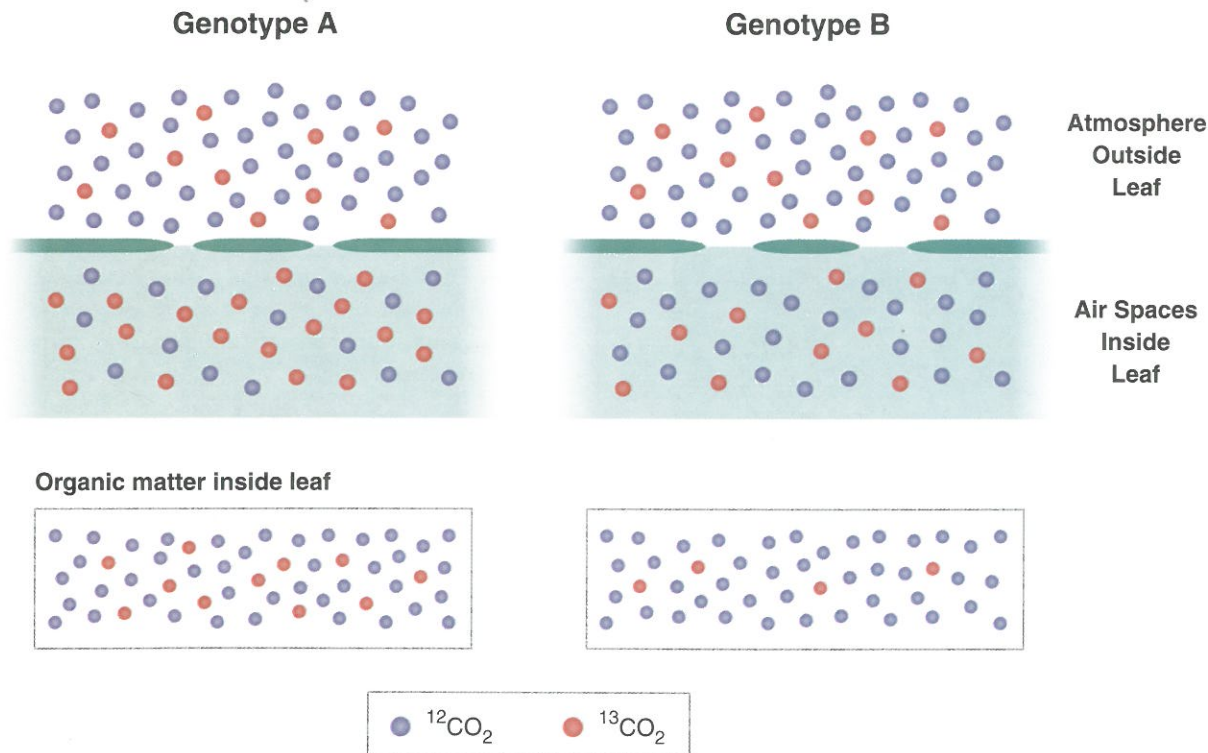 Genotype A
Genotype B
Atmosphere
Outside
Leaf
Air Spaces
Inside
Leaf
Organic matter inside leaf
¹²CO₂
¹³CO₂